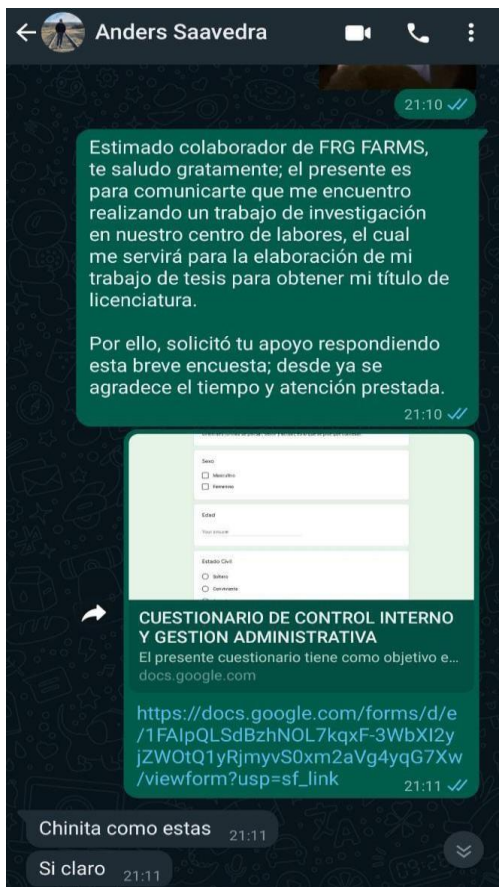 Anders Saavedra
21:10
Estimado colaborador de FRG FARMS,
te saludo gratamente; el presente es
para comunicarte que me encuentro
realizando un trabajo de investigación
en nuestro centro de labores, el cual
me servirá para la elaboración de mi
trabajo de tesis para obtener mi título de
licenciatura.
Por ello, solicitó tu apoyo respondiendo
esta breve encuesta; desde ya se
agradece el tiempo y atención prestada.
21:10
Sexo
Masculino
Femenino
Edad
Your answer
Estado Civil
Soltero
Conviviente
CUESTIONARIO DE CONTROL INTERNO
Y GESTION ADMINISTRATIVA
El presente cuestionario tiene como objetivo e...
docs.google.com
https://docs.google.com/forms/d/e
/1FAIpQLSdBzhNOL7kqxF-3WbXI2y
jZWOtQ1yRjmyvS0xm2aVg4yqG7Xw
/viewform?usp=sf_link
21:11
Chinita como estas 21:11
Si claro 21:11